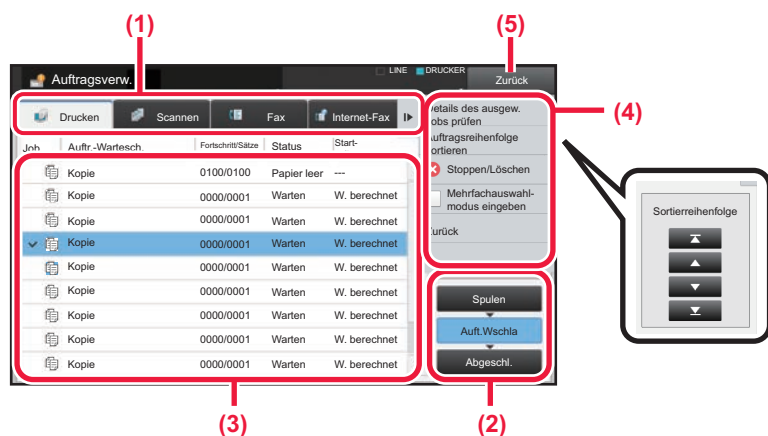 (1)
(5)
LINE DRUCKER
Auftragsverw.
Zurück
Drucken Scannen Fax Internet-Fax
Details des ausgew.
Jobs prüfen
(4)
Job Auftr.-Wartesch. Fortschritt/Sätze Status Start-
Auftragsreihenfolge
sortieren
Kopie 0100/0100 Papier leer ---
Stoppen/Löschen
Kopie 0000/0001 Warten W. berechnet
Mehrfachauswahl-
modus eingeben
Kopie 0000/0001 Warten W. berechnet
Zurück
Kopie 0000/0001 Warten W. berechnet
Kopie 0000/0001 Warten W. berechnet
Kopie 0000/0001 Warten W. berechnet
Kopie 0000/0001 Warten W. berechnet
Kopie 0000/0001 Warten W. berechnet
Kopie 0000/0001 Warten W. berechnet
Spulen
Auft.Wschla
Abgeschl.
Sortierreihenfolge
(3)
(2)